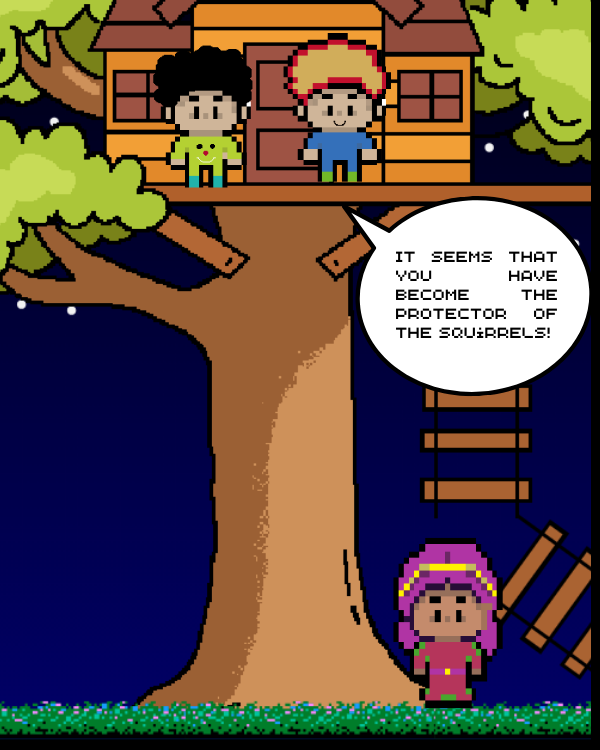 IT SEEMS THAT
YOU HAVE
BECOME THE
PROTECTOR OF
THE SQUiRRELS!